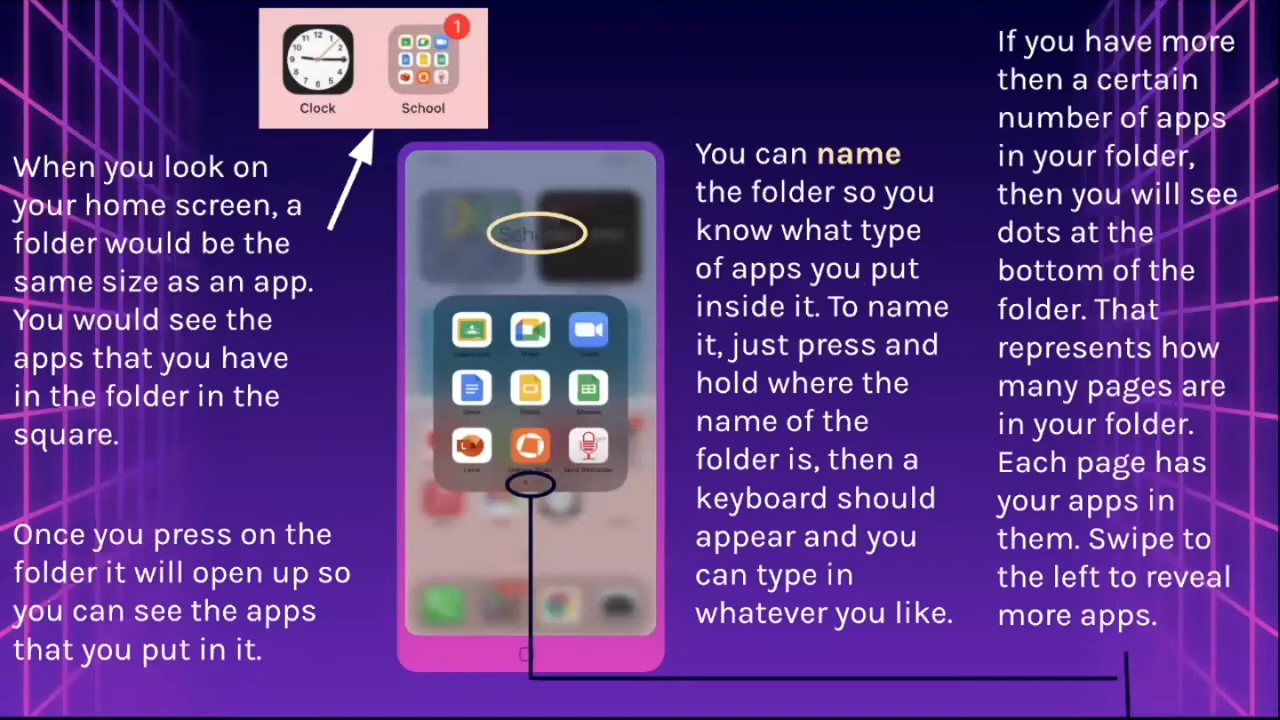 1
Clock
School
When you look on
your home screen, a
folder would be the
same size as an app.
You would see the
apps that you have
in the folder in the
square.
Once you press on the
folder it will open up so
you can see the apps
that you put in it.
You can name
the folder so you
know what type
of apps you put
inside it. To name
it, just press and
hold where the
name of the
folder is, then a
keyboard should
appear and you
can type in
whatever you like.
If you have more
then a certain
number of apps
in your folder,
then you will see
dots at the
bottom of the
folder. That
represents how
many pages are
in your folder.
Each page has
your apps in
them. Swipe to
the left to reveal
more apps.